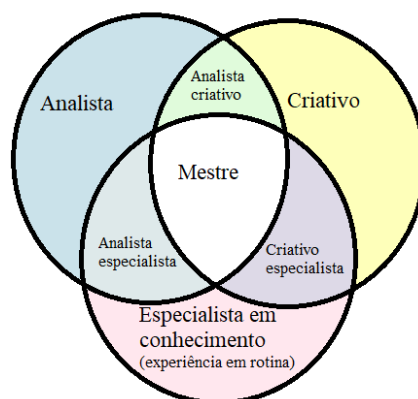 Analista
criativo
Analista
Criativo
Mestre
Analista
especialista
Criativo
especialista
Especialista em
conhecimento
(experiência em rotina)